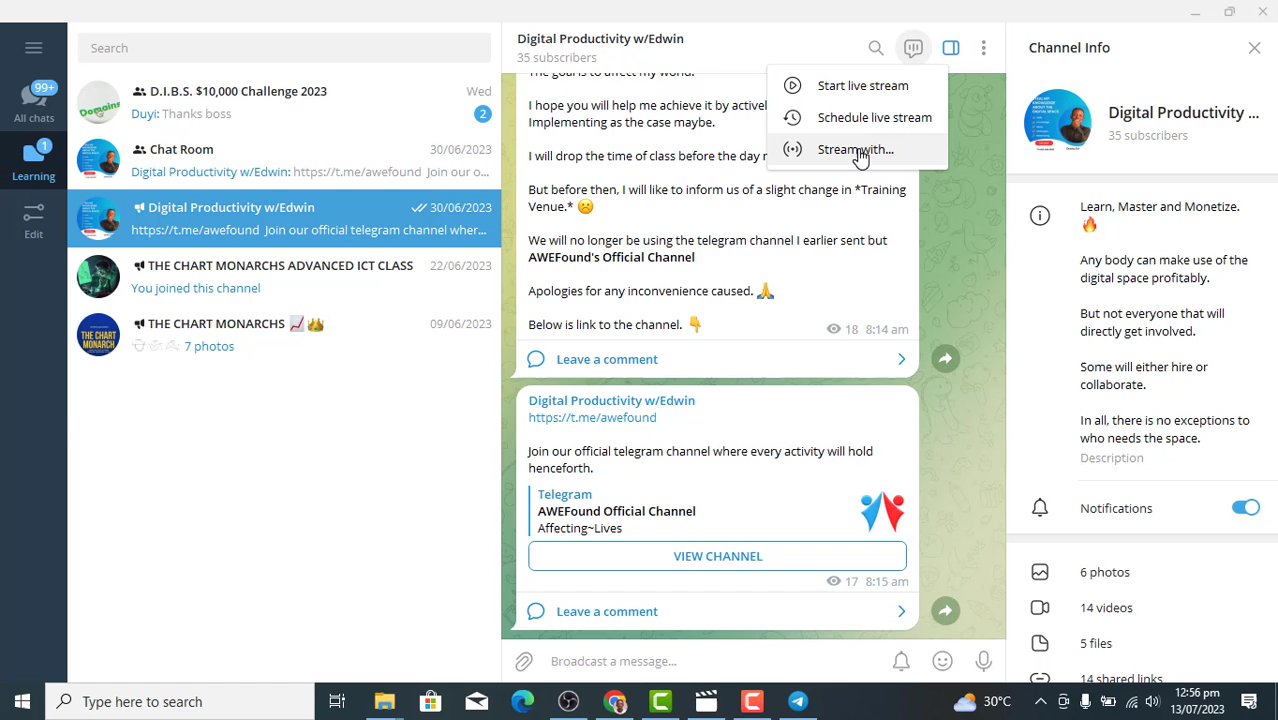 Search
99+
All chats
1
Learning
Edit
D.I.B.S. $10,000 Challenge 2023
Wed
Duyi: Thanks boss
2
Chat Room
30/06/2023
Digital Productivity w/Edwin: https://t.me/awefound Join our o...
Digital Productivity w/Edwin
30/06/2023
https://t.me/awefound Join our official telegram channel wher...
THE CHART MONARCHS ADVANCED ICT CLASS
22/06/2023
You joined this channel
THE CHART MONARCHS 📈 👑
09/06/2023
7 photos
Digital Productivity w/Edwin
35 subscribers
Start live stream
Schedule live stream
Stream with...
The goal is to affect my world.
I hope you will help me achieve it by actively
Implementing as the case maybe.
I will drop the time of class before the day
But before then, I will like to inform us of a slight change in *Training
Venue.* ☹️
We will no longer be using the telegram channel I earlier sent but
AWEFound's Official Channel
Apologies for any inconvenience caused. 🙏
Below is link to the channel. 👇
18 8:14 am
Leave a comment
Digital Productivity w/Edwin
https://t.me/awefound
Join our official telegram channel where every activity will hold
henceforth.
Telegram
AWEFound Official Channel
Affecting~Lives
VIEW CHANNEL
17 8:15 am
Leave a comment
Broadcast a message...
Channel Info
Digital Productivity ...
35 subscribers
Learn, Master and Monetize.
🔥
Any body can make use of the
digital space profitably.
But not everyone that will
directly get involved.
Some will either hire or
collaborate.
In all, there is no exceptions to
who needs the space.
Description
Notifications
6 photos
14 videos
5 files
14 shared links
Type here to search
30°C
12:56 pm
13/07/2023